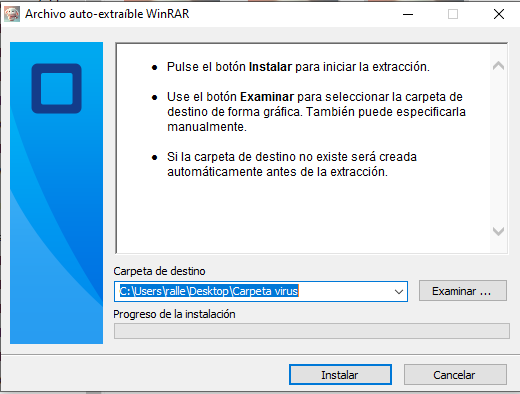 Archivo auto-extraíble WinRAR
Pulse el botón Instalar para iniciar la extracción.
Use el botón Examinar para seleccionar la carpeta de
destino de forma gráfica. También puede especificarla
manualmente.
Si la carpeta de destino no existe será creada
automáticamente antes de la extracción.
Carpeta de destino
C:\Users\ralle\Desktop\Carpeta virus
Examinar ...
Progreso de la instalación
Instalar
Cancelar